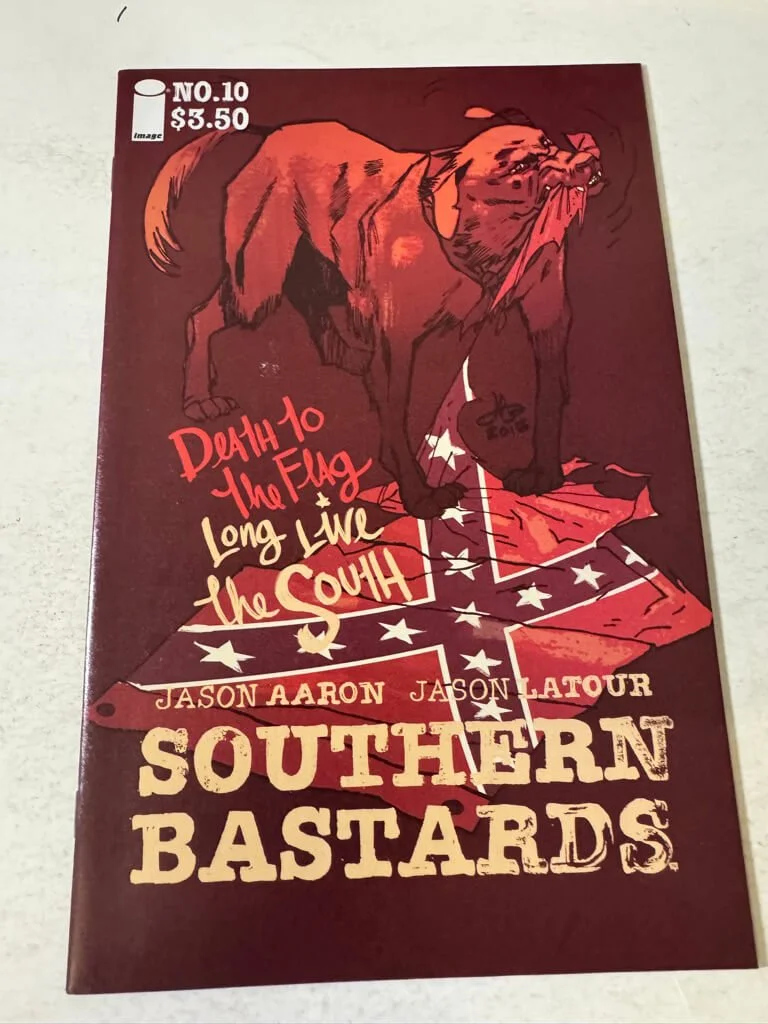 image
NO.10
$3.50
DEATH TO
the FLAG
Long LIVE
the SOUTH
2015
JASON AARON JASON LATOUR
SOUTHERN
BASTARDS